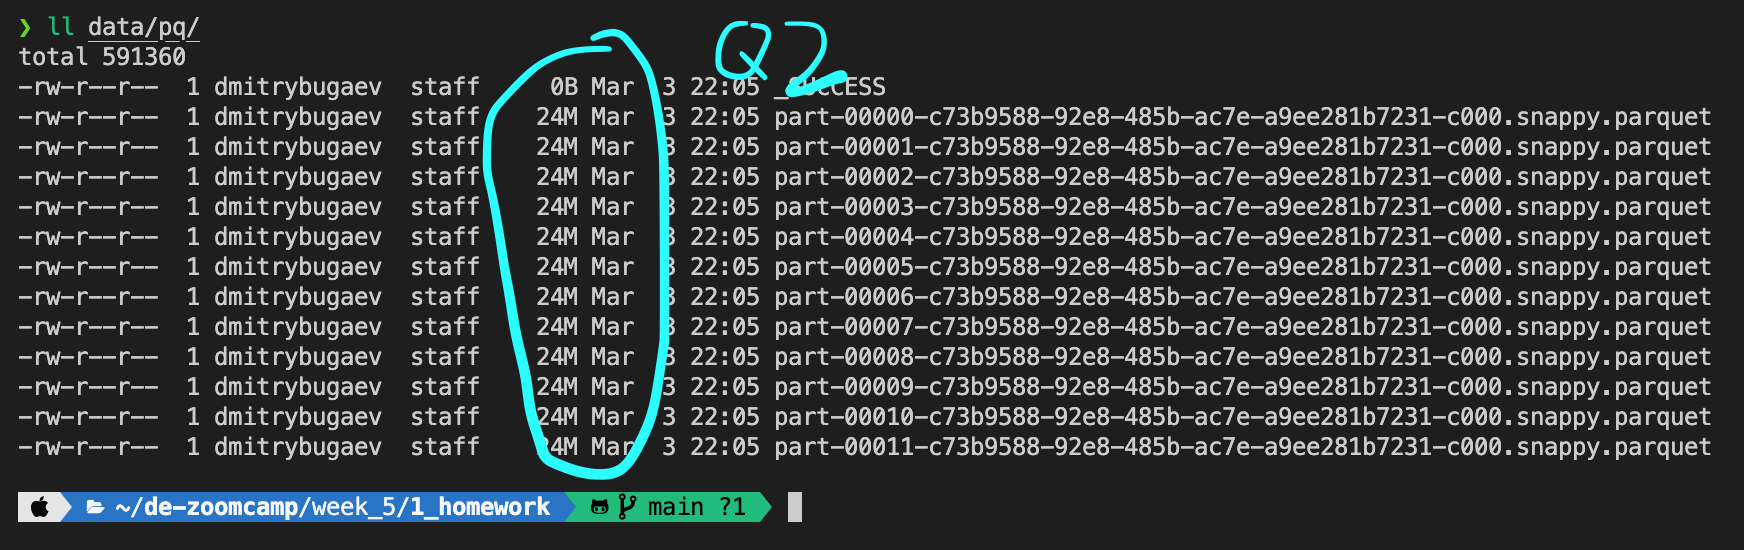 ❯ ll data/pq/
total 591360
Q2
-rw-r--r--  1 dmitrybugaev  staff     0B Mar  3 22:05 _SUCCESS
-rw-r--r--  1 dmitrybugaev  staff    24M Mar  3 22:05 part-00000-c73b9588-92e8-485b-ac7e-a9ee281b7231-c000.snappy.parquet
-rw-r--r--  1 dmitrybugaev  staff    24M Mar  3 22:05 part-00001-c73b9588-92e8-485b-ac7e-a9ee281b7231-c000.snappy.parquet
-rw-r--r--  1 dmitrybugaev  staff    24M Mar  3 22:05 part-00002-c73b9588-92e8-485b-ac7e-a9ee281b7231-c000.snappy.parquet
-rw-r--r--  1 dmitrybugaev  staff    24M Mar  3 22:05 part-00003-c73b9588-92e8-485b-ac7e-a9ee281b7231-c000.snappy.parquet
-rw-r--r--  1 dmitrybugaev  staff    24M Mar  3 22:05 part-00004-c73b9588-92e8-485b-ac7e-a9ee281b7231-c000.snappy.parquet
-rw-r--r--  1 dmitrybugaev  staff    24M Mar  3 22:05 part-00005-c73b9588-92e8-485b-ac7e-a9ee281b7231-c000.snappy.parquet
-rw-r--r--  1 dmitrybugaev  staff    24M Mar  3 22:05 part-00006-c73b9588-92e8-485b-ac7e-a9ee281b7231-c000.snappy.parquet
-rw-r--r--  1 dmitrybugaev  staff    24M Mar  3 22:05 part-00007-c73b9588-92e8-485b-ac7e-a9ee281b7231-c000.snappy.parquet
-rw-r--r--  1 dmitrybugaev  staff    24M Mar  3 22:05 part-00008-c73b9588-92e8-485b-ac7e-a9ee281b7231-c000.snappy.parquet
-rw-r--r--  1 dmitrybugaev  staff    24M Mar  3 22:05 part-00009-c73b9588-92e8-485b-ac7e-a9ee281b7231-c000.snappy.parquet
-rw-r--r--  1 dmitrybugaev  staff    24M Mar  3 22:05 part-00010-c73b9588-92e8-485b-ac7e-a9ee281b7231-c000.snappy.parquet
-rw-r--r--  1 dmitrybugaev  staff    24M Mar  3 22:05 part-00011-c73b9588-92e8-485b-ac7e-a9ee281b7231-c000.snappy.parquet
~/de-zoomcamp/week_5/1_homework main ?1